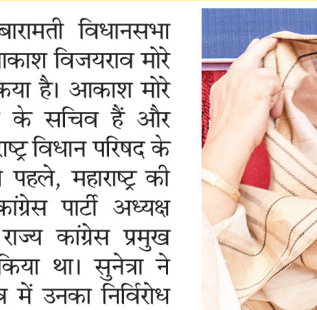 बारामती विधानसभा
आकाश विजयराव मोरे
किया है। आकाश मोरे
के सचिव हैं और
विधान परिषद के
पहले, महाराष्ट्र की
कांग्रेस पार्टी अध्यक्ष
राज्य कांग्रेस प्रमुख
किया था। सुनेत्रा ने
में उनका निर्विरोध